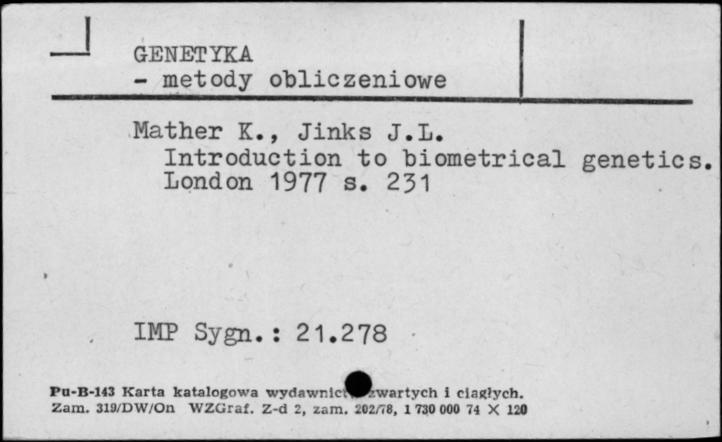 GENETYKA
- metody obliczeniowe
Mather K., Jinks J.L.
Introduction to biometrical genetics.
London 1977 s. 231
IMP Sygn.: 21.278
Pu-B-143 Karta katalogowa i ciągłych.
Zam. 319/DW/On WZGraf. Z-d 2, zam. 202/78, 1 730 000 74 X 120